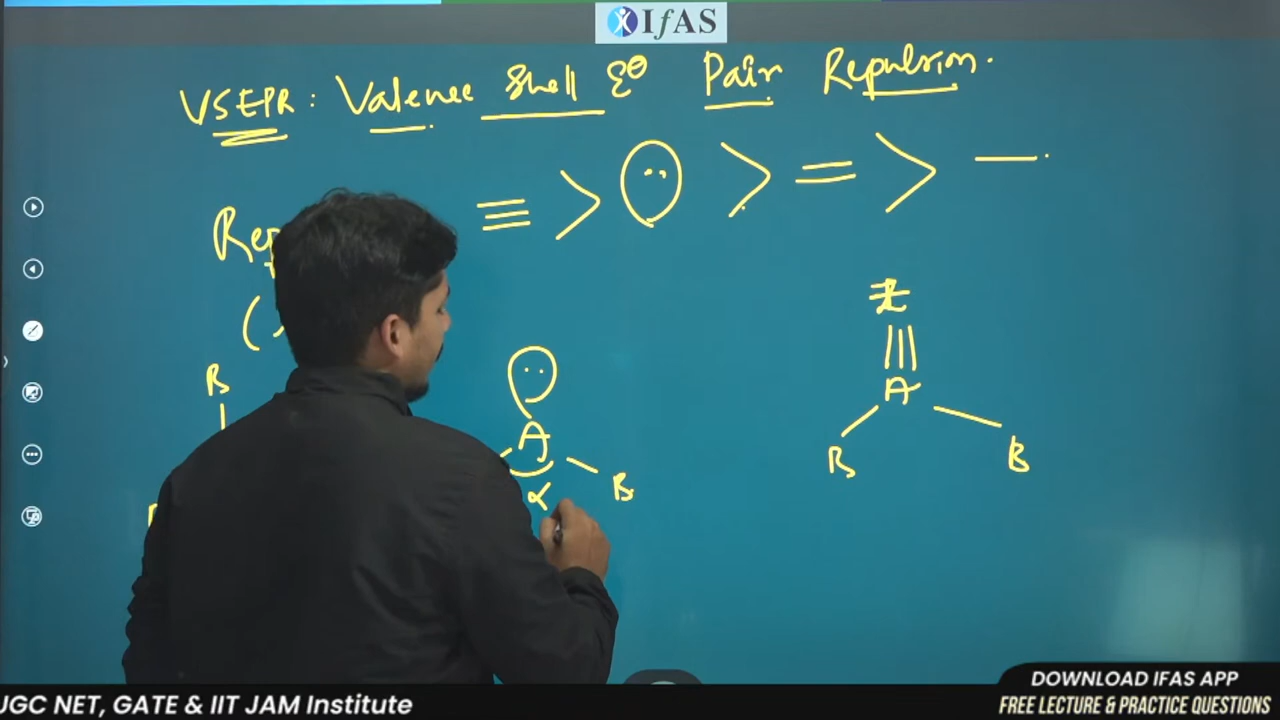 IfAS
VSEPR: Valence Shell e⊖ Pair Repulsion.
≡ > : > = > —
Rep
B
A
α
B
A
B
B
UGC NET, GATE & IIT JAM Institute
DOWNLOAD IFAS APP
FREE LECTURE & PRACTICE QUESTIONS